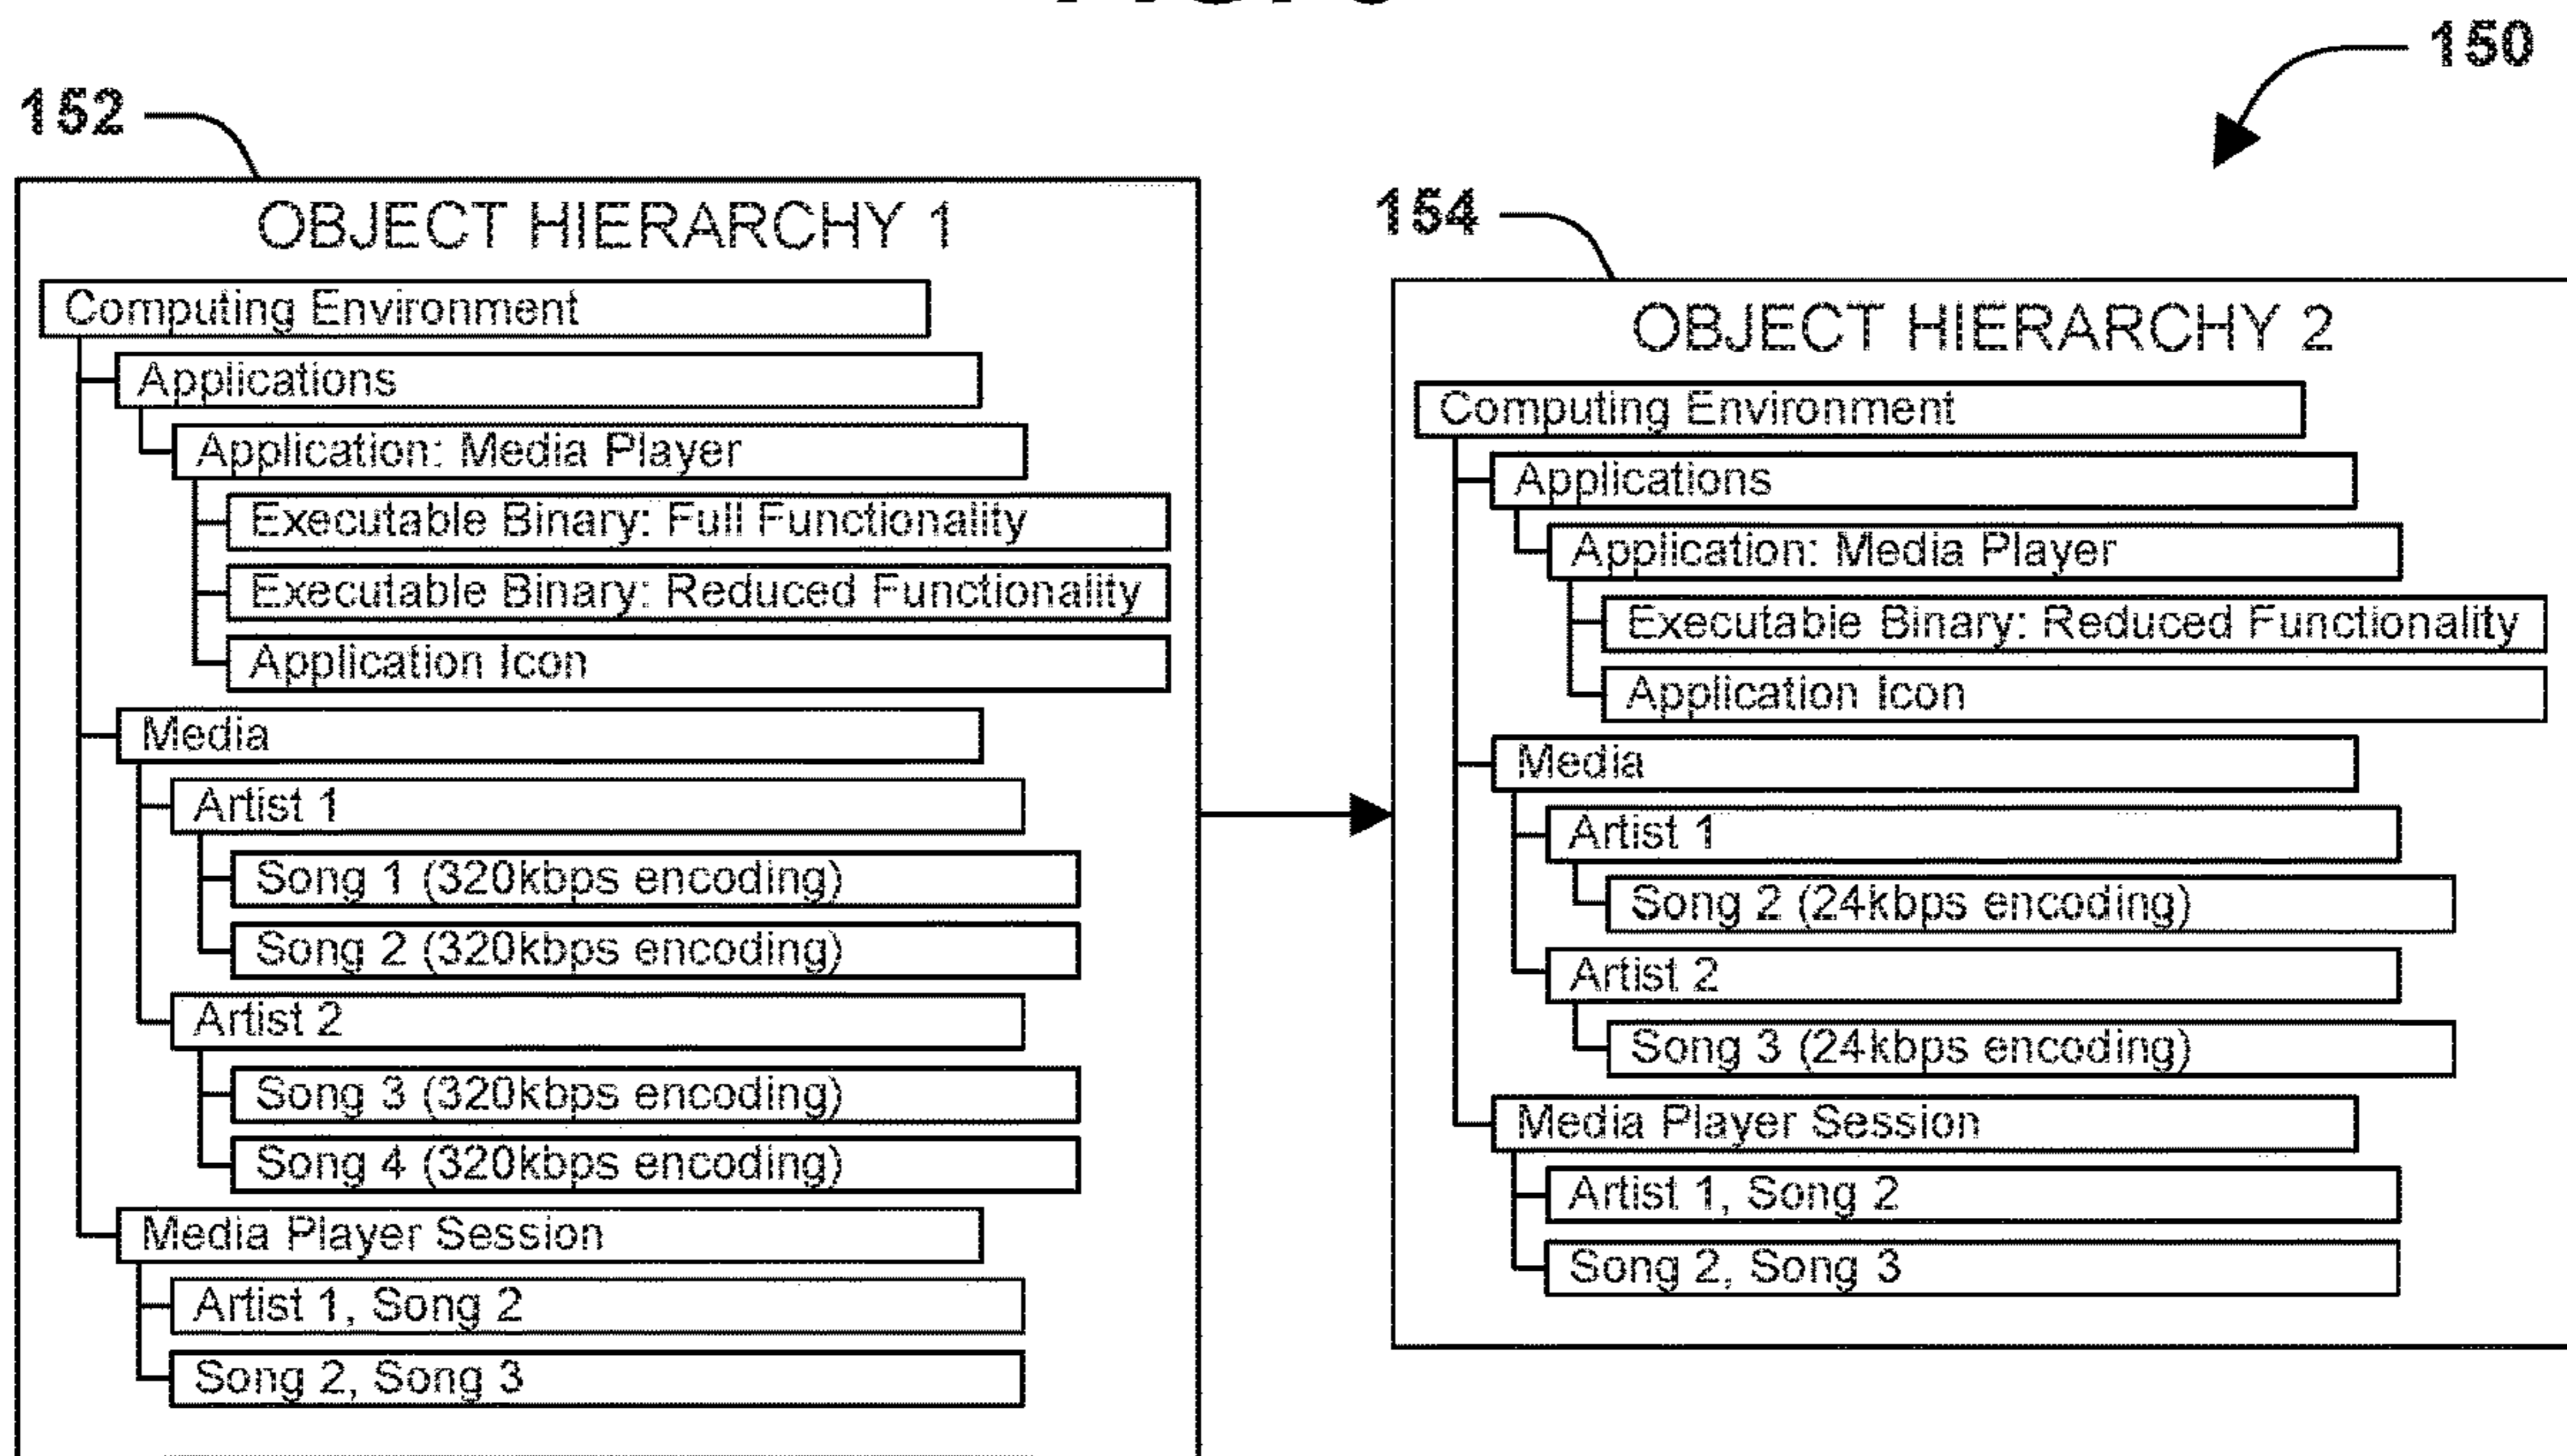 150
152
OBJECT HIERARCHY 1
Computing Environment
Applications
Application: Media Player
Executable Binary: Full Functionality
Executable Binary: Reduced Functionality
Application Icon
Media
Artist 1
Song 1 (320kbps encoding)
Song 2 (320kbps encoding)
Artist 2
Song 3 (320kbps encoding)
Song 4 (320kbps encoding)
Media Player Session
Artist 1, Song 2
Song 2, Song 3
154
OBJECT HIERARCHY 2
Computing Environment
Applications
Application: Media Player
Executable Binary: Reduced Functionality
Application Icon
Media
Artist 1
Song 2 (24kbps encoding)
Artist 2
Song 3 (24kbps encoding)
Media Player Session
Artist 1, Song 2
Song 2, Song 3